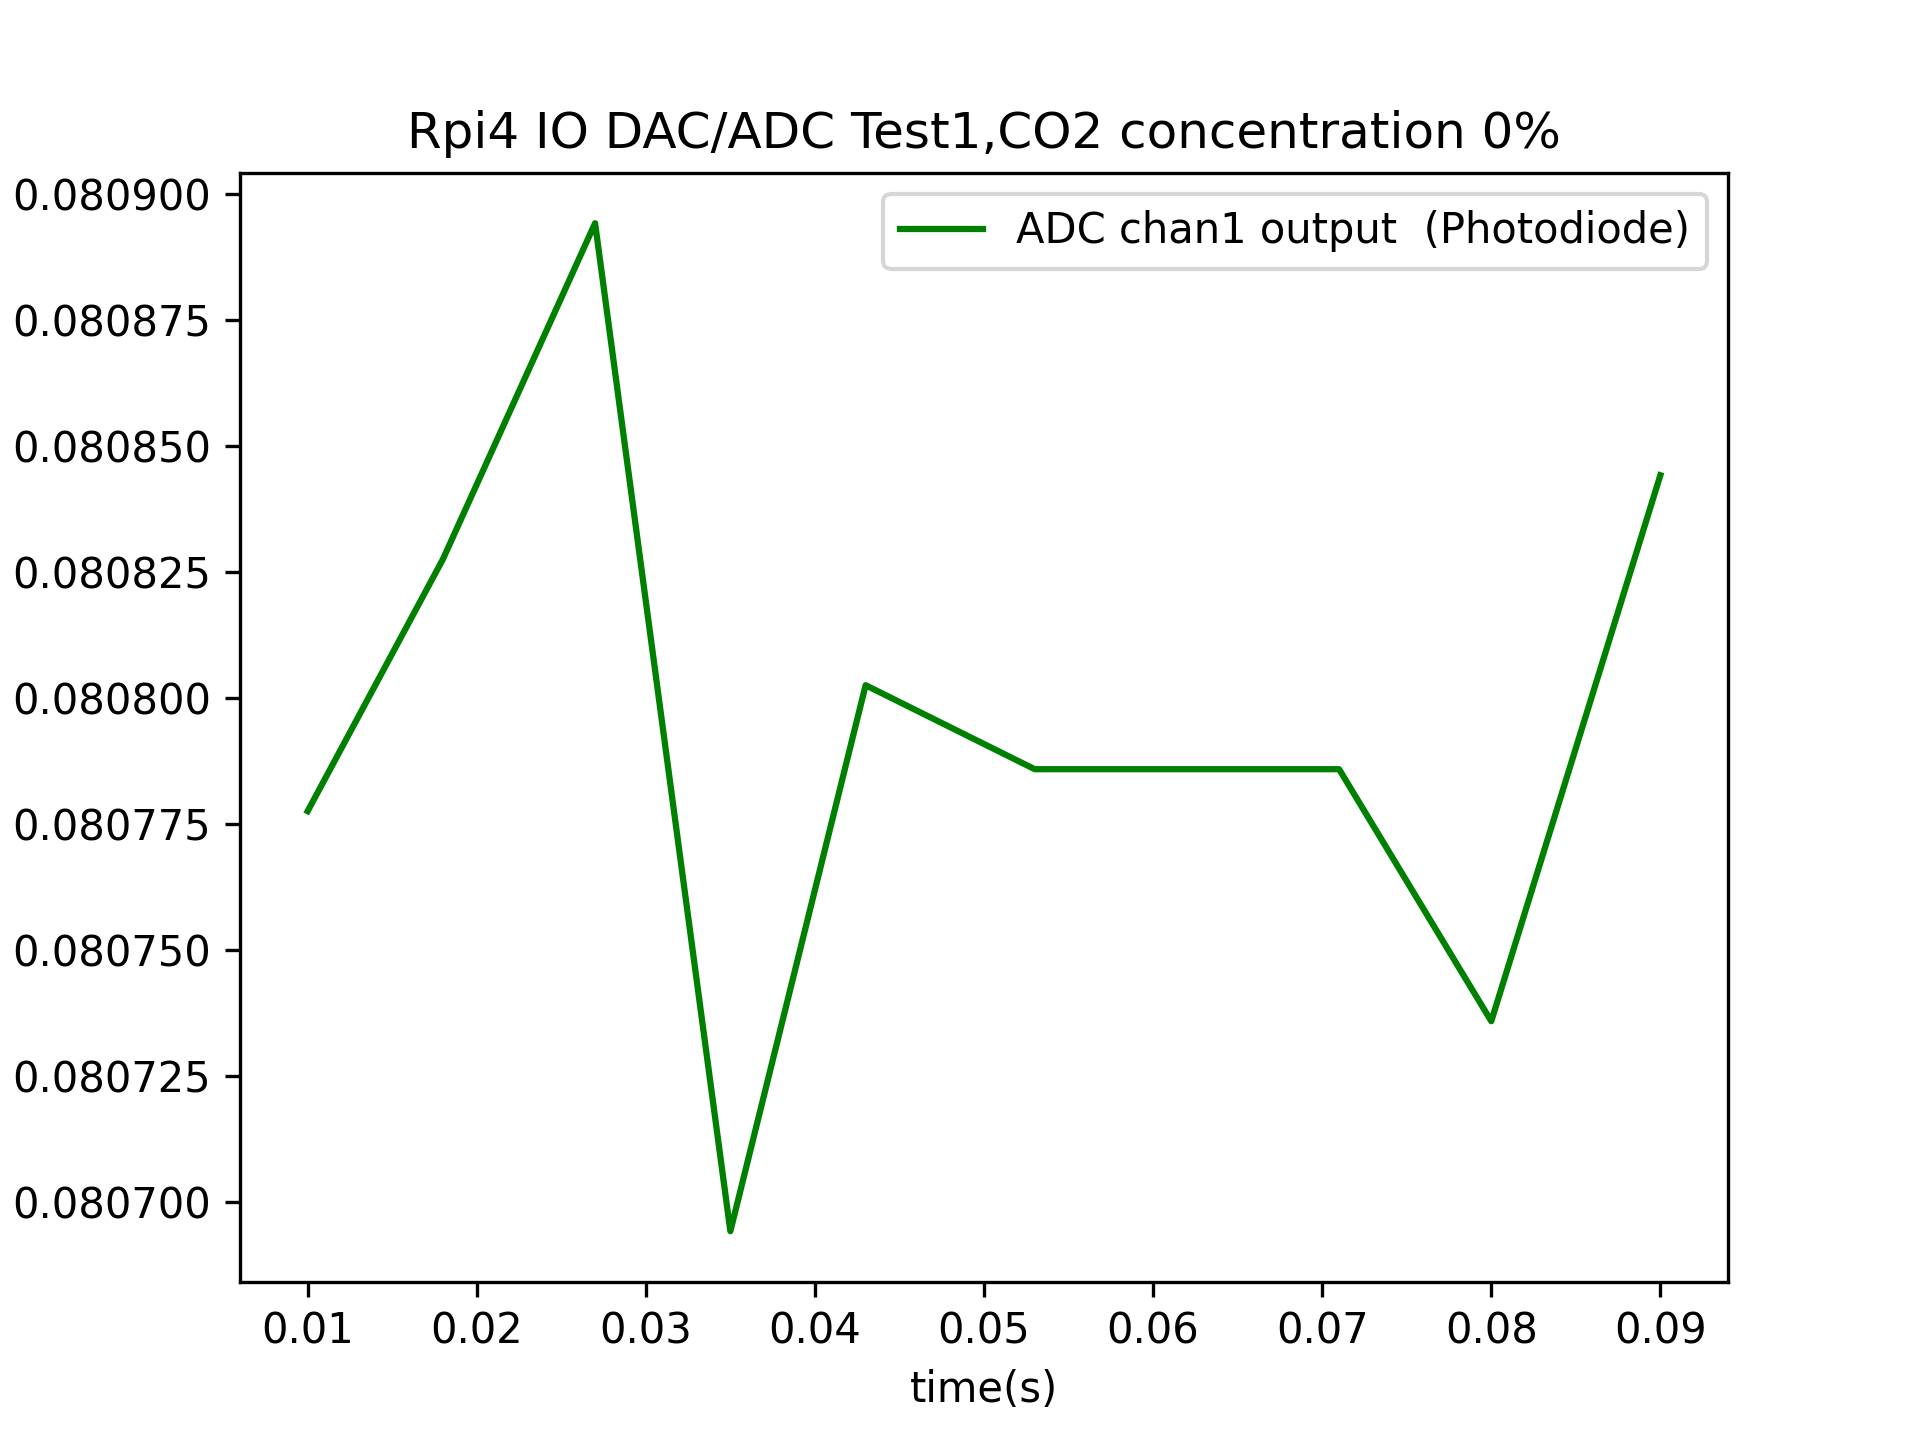 Rpi4 IO DAC/ADC Test1,CO2 concentration 0%
ADC chan1 output  (Photodiode)
0.080900
0.080875
0.080850
0.080825
0.080800
0.080775
0.080750
0.080725
0.080700
0.01 0.02 0.03 0.04 0.05 0.06 0.07 0.08 0.09
time(s)